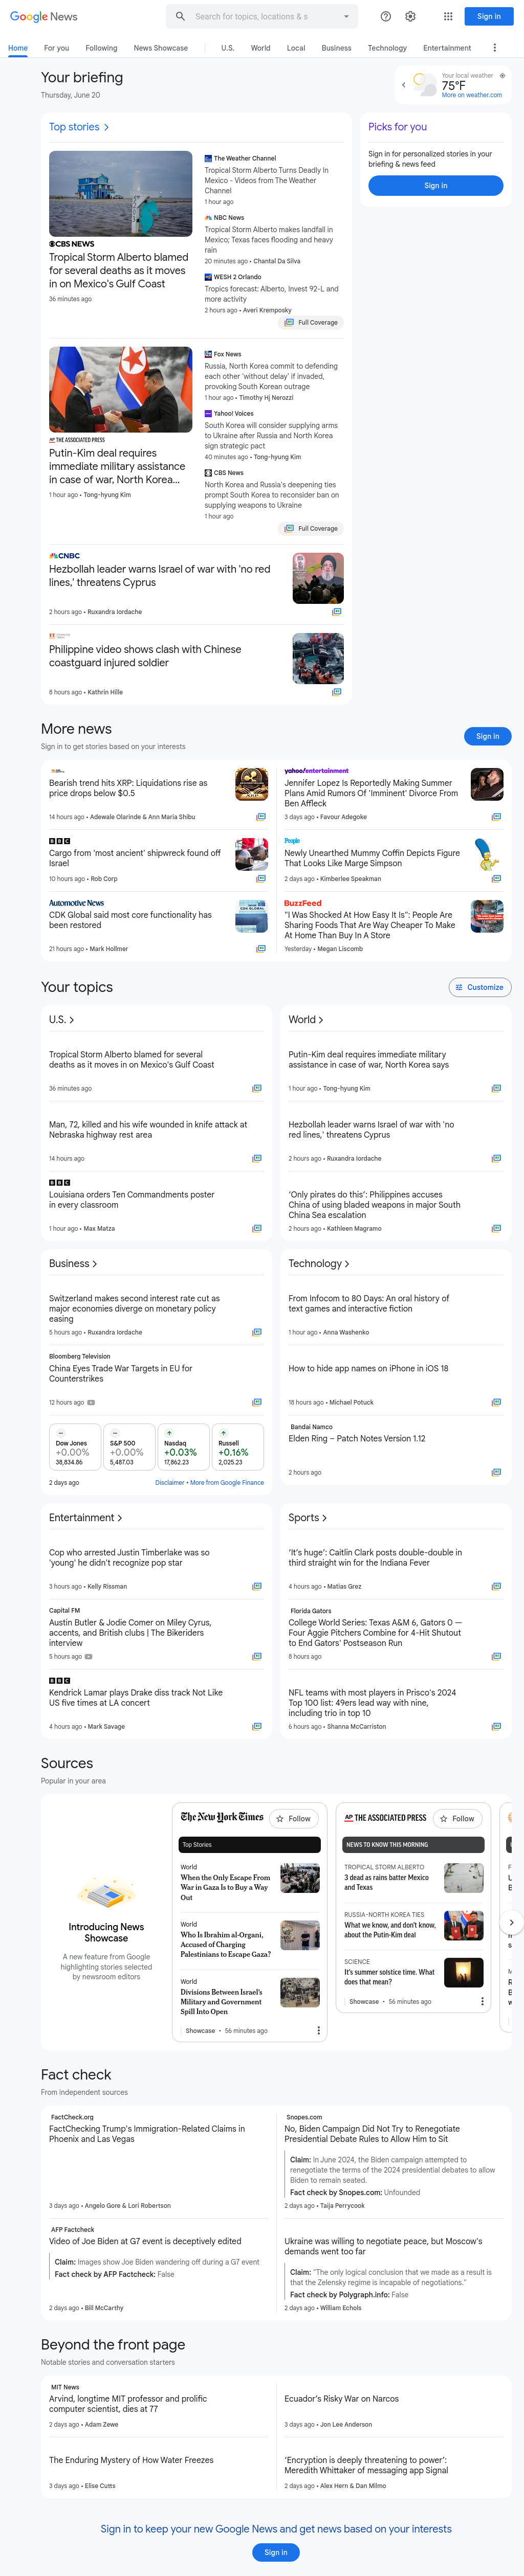 Google News
Search for topics, locations & s
Sign in
Home
For you
Following
News Showcase
U.S.
World
Local
Business
Technology
Entertainment
Your briefing
Thursday, June 20
Your local weather
75°F
More on weather.com
Top stories
CBS NEWS
Tropical Storm Alberto blamed
for several deaths as it moves
in on Mexico's Gulf Coast
36 minutes ago
The Weather Channel
Tropical Storm Alberto Turns Deadly In
Mexico - Videos from The Weather
Channel
1 hour ago
NBC News
Tropical Storm Alberto makes landfall in
Mexico; Texas faces flooding and heavy
rain
20 minutes ago • Chantal Da Silva
WESH 2 Orlando
Tropics forecast: Alberto, Invest 92-L and
more activity
2 hours ago • Averi Kremposky
Full Coverage
Picks for you
Sign in for personalized stories in your
briefing & news feed
Sign in
AP THE ASSOCIATED PRESS
Putin-Kim deal requires
immediate military assistance
in case of war, North Korea...
1 hour ago • Tong-hyung Kim
Fox News
Russia, North Korea commit to defending
each other 'without delay' if invaded,
provoking South Korean outrage
1 hour ago • Timothy Hj Nerozzi
Yahoo! Voices
South Korea will consider supplying arms
to Ukraine after Russia and North Korea
sign strategic pact
40 minutes ago • Tong-hyung Kim
CBS News
North Korea and Russia's deepening ties
prompt South Korea to reconsider ban on
supplying weapons to Ukraine
1 hour ago
Full Coverage
CNBC
Hezbollah leader warns Israel of war with 'no red
lines,' threatens Cyprus
2 hours ago • Ruxandra Iordache
Philippine video shows clash with Chinese
coastguard injured soldier
8 hours ago • Kathrin Hille
More news
Sign in to get stories based on your interests
Sign in
Bearish trend hits XRP: Liquidations rise as
price drops below $0.5
14 hours ago • Adewale Olarinde & Ann Maria Shibu
BBC
Cargo from 'most ancient' shipwreck found off
Israel
10 hours ago • Rob Corp
Automotive News
CDK Global said most core functionality has
been restored
21 hours ago • Mark Hollmer
yahoo!entertainment
Jennifer Lopez Is Reportedly Making Summer
Plans Amid Rumors Of 'Imminent' Divorce From
Ben Affleck
3 days ago • Favour Adegoke
People
Newly Unearthed Mummy Coffin Depicts Figure
That Looks Like Marge Simpson
2 days ago • Kimberlee Speakman
BuzzFeed
"I Was Shocked At How Easy It Is": People Are
Sharing Foods That Are Way Cheaper To Make
At Home Than Buy In A Store
Yesterday • Megan Liscomb
Your topics
Customize
U.S.
Tropical Storm Alberto blamed for several
deaths as it moves in on Mexico's Gulf Coast
36 minutes ago
Man, 72, killed and his wife wounded in knife attack at
Nebraska highway rest area
14 hours ago
BBC
Louisiana orders Ten Commandments poster
in every classroom
1 hour ago • Max Matza
World
Putin-Kim deal requires immediate military
assistance in case of war, North Korea says
1 hour ago • Tong-hyung Kim
Hezbollah leader warns Israel of war with 'no
red lines,' threatens Cyprus
2 hours ago • Ruxandra Iordache
'Only pirates do this': Philippines accuses
China of using bladed weapons in major South
China Sea escalation
2 hours ago • Kathleen Magramo
Business
Switzerland makes second interest rate cut as
major economies diverge on monetary policy
easing
5 hours ago • Ruxandra Iordache
Bloomberg Television
China Eyes Trade War Targets in EU for
Counterstrikes
12 hours ago
Dow Jones
+0.00%
38,834.86
S&P 500
+0.00%
5,487.03
Nasdaq
+0.03%
17,862.23
Russell
+0.16%
2,025.23
2 days ago
Disclaimer • More from Google Finance
Technology
From Infocom to 80 Days: An oral history of
text games and interactive fiction
1 hour ago • Anna Washenko
How to hide app names on iPhone in iOS 18
18 hours ago • Michael Potuck
Bandai Namco
Elden Ring – Patch Notes Version 1.12
2 hours ago
Entertainment
Cop who arrested Justin Timberlake was so
'young' he didn't recognize pop star
3 hours ago • Kelly Rissman
Capital FM
Austin Butler & Jodie Comer on Miley Cyrus,
accents, and British clubs | The Bikeriders
interview
5 hours ago
BBC
Kendrick Lamar plays Drake diss track Not Like
US five times at LA concert
4 hours ago • Mark Savage
Sports
'It's huge': Caitlin Clark posts double-double in
third straight win for the Indiana Fever
4 hours ago • Matias Grez
Florida Gators
College World Series: Texas A&M 6, Gators 0 —
Four Aggie Pitchers Combine for 4-Hit Shutout
to End Gators' Postseason Run
8 hours ago
NFL teams with most players in Prisco's 2024
Top 100 list: 49ers lead way with nine,
including trio in top 10
6 hours ago • Shanna McCarriston
Sources
Popular in your area
Introducing News
Showcase
A new feature from Google
highlighting stories selected
by newsroom editors
The New York Times
Follow
Top Stories
World
When the Only Escape From
War in Gaza Is to Buy a Way
Out
World
Who Is Ibrahim al-Organi,
Accused of Charging
Palestinians to Escape Gaza?
World
Divisions Between Israel's
Military and Government
Spill Into Open
Showcase • 56 minutes ago
AP THE ASSOCIATED PRESS
Follow
NEWS TO KNOW THIS MORNING
TROPICAL STORM ALBERTO
3 dead as rains batter Mexico
and Texas
RUSSIA-NORTH KOREA TIES
What we know, and don't know,
about the Putin-Kim deal
SCIENCE
It's summer solstice time. What
does that mean?
Showcase • 56 minutes ago
Fact check
From independent sources
FactCheck.org
FactChecking Trump's Immigration-Related Claims in
Phoenix and Las Vegas
3 days ago • Angelo Gore & Lori Robertson
AFP Factcheck
Video of Joe Biden at G7 event is deceptively edited
Claim: Images show Joe Biden wandering off during a G7 event
Fact check by AFP Factcheck: False
2 days ago • Bill McCarthy
Snopes.com
No, Biden Campaign Did Not Try to Renegotiate
Presidential Debate Rules to Allow Him to Sit
Claim: In June 2024, the Biden campaign attempted to
renegotiate the terms of the 2024 presidential debates to allow
Biden to remain seated.
Fact check by Snopes.com: Unfounded
2 days ago • Taija Perrycook
Ukraine was willing to negotiate peace, but Moscow's
demands went too far
Claim: "The only logical conclusion that we made as a result is
that the Zelensky regime is incapable of negotiations."
Fact check by Polygraph.info: False
2 days ago • William Echols
Beyond the front page
Notable stories and conversation starters
MIT News
Arvind, longtime MIT professor and prolific
computer scientist, dies at 77
2 days ago • Adam Zewe
The Enduring Mystery of How Water Freezes
3 days ago • Elise Cutts
Ecuador's Risky War on Narcos
3 days ago • Jon Lee Anderson
'Encryption is deeply threatening to power':
Meredith Whittaker of messaging app Signal
2 days ago • Alex Hern & Dan Milmo
Sign in to keep your new Google News and get news based on your interests
Sign in